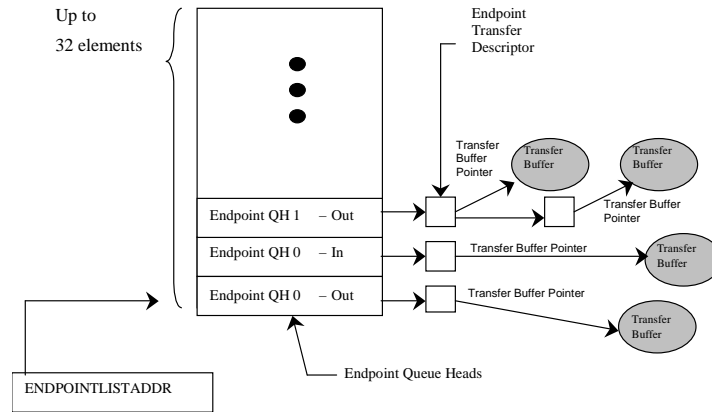 Up to
32 elements
Endpoint
Transfer
Descriptor
Transfer
Buffer
Pointer
Transfer
Buffer
Transfer
Buffer
Transfer Buffer
Pointer
Endpoint QH 1 – Out
Endpoint QH 0 – In
Transfer Buffer Pointer
Transfer
Buffer
Endpoint QH 0 – Out
Transfer Buffer Pointer
Transfer
Buffer
Endpoint Queue Heads
ENDPOINTLISTADDR